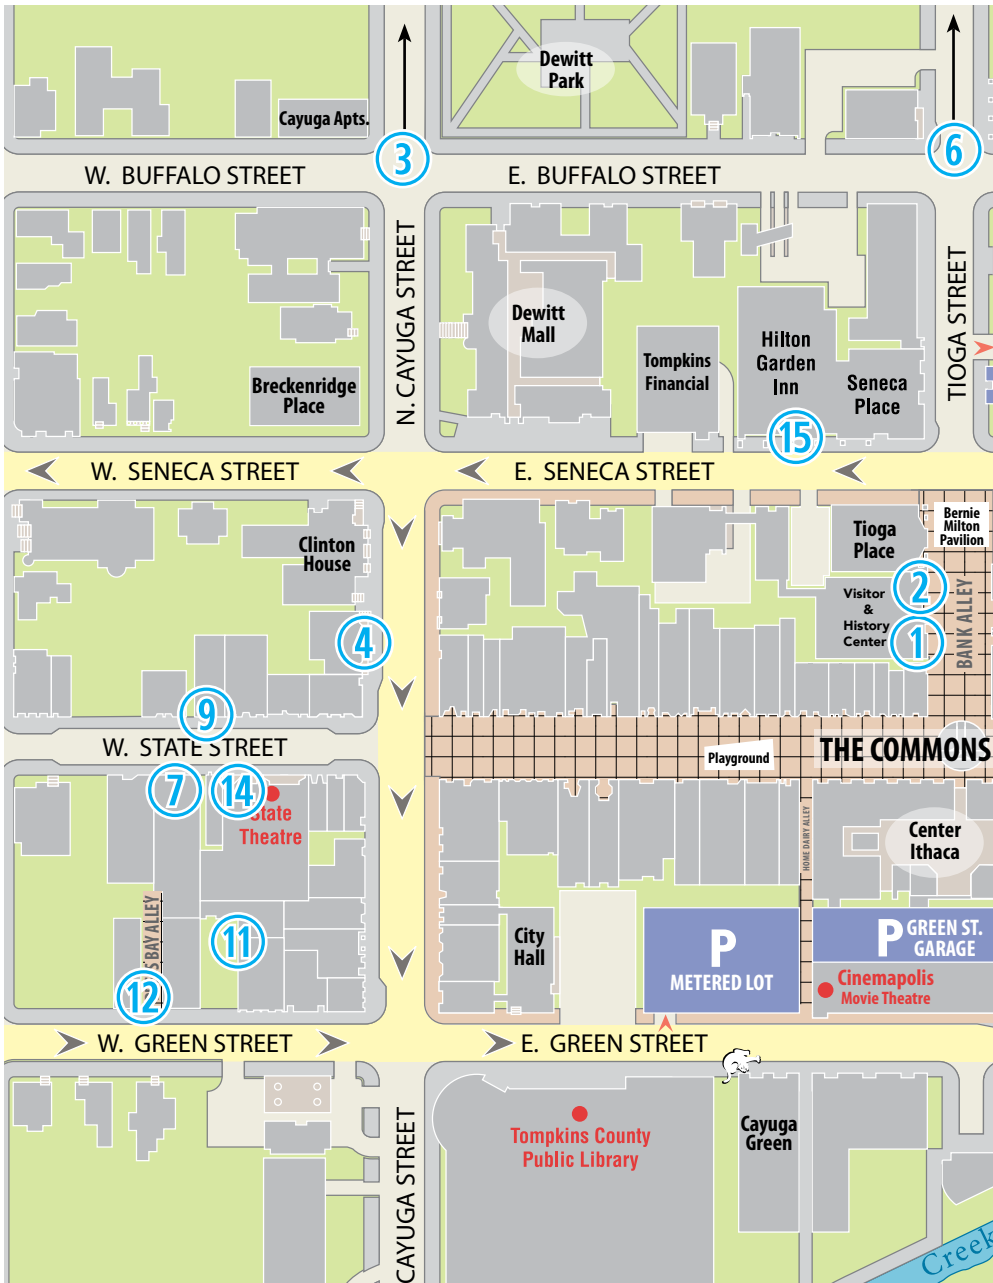 Dewitt
Park
Cayuga Apts.
3
6
W. BUFFALO STREET
E. BUFFALO STREET
N. CAYUGA STREET
TIOGA STREET
Dewitt
Mall
Hilton
Garden
Inn
Tompkins
Financial
Seneca
Place
Breckenridge
Place
15
W. SENECA STREET
E. SENECA STREET
Clinton
House
Tioga
Place
Bernie
Milton
Pavilion
2
Visitor
&
History
Center
1
BANK ALLEY
4
9
W. STATE STREET
Playground
THE COMMONS
7
14
State
Theatre
HOME DAIRY ALLEY
Center
Ithaca
BAY ALLEY
11
12
City
Hall
P
METERED LOT
P GREEN ST.
GARAGE
Cinemapolis
Movie Theatre
W. GREEN STREET
E. GREEN STREET
CAYUGA STREET
Tompkins County
Public Library
Cayuga
Green
Creek